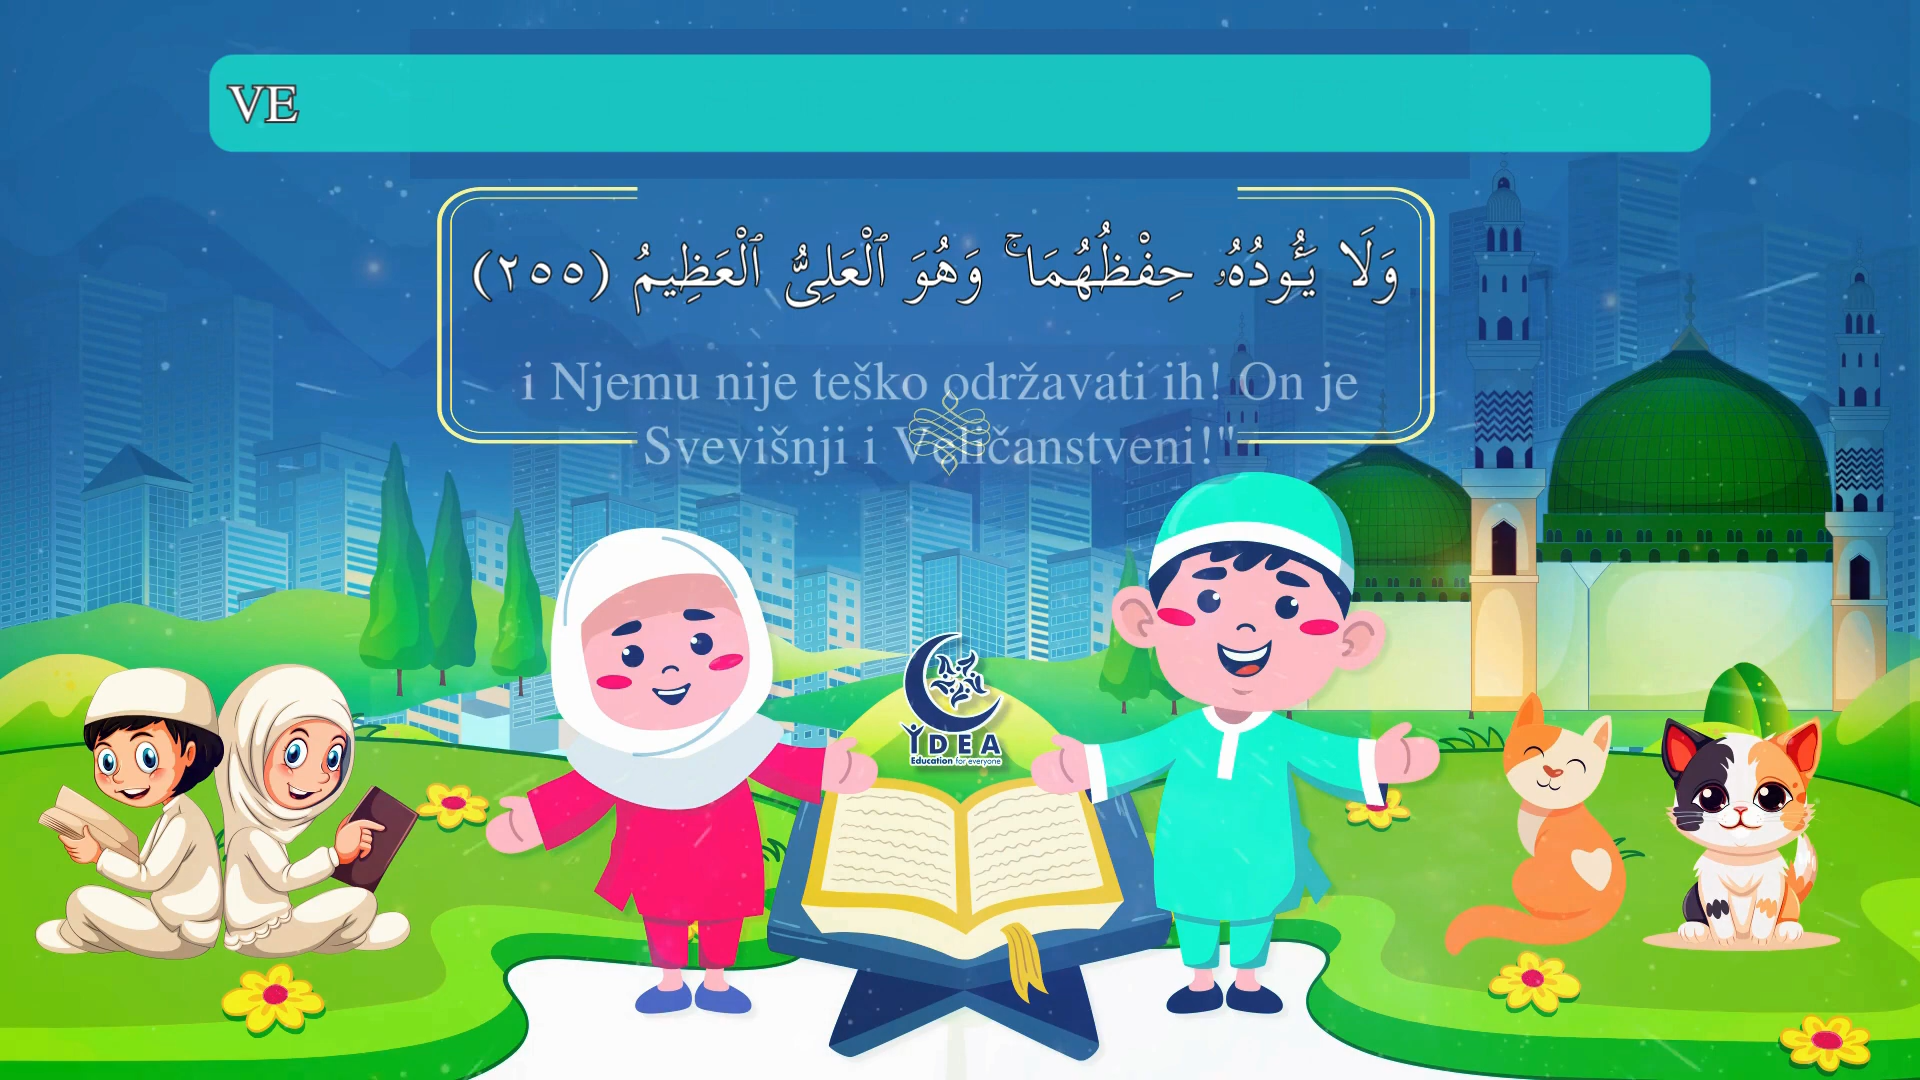 VE
وَلَا يَـُٔودُهُۥ حِفْظُهُمَا ۚ وَهُوَ ٱلْعَلِىُّ ٱلْعَظِيمُ (٢٥٥)
i Njemu nije teško održavati ih! On je
Svevišnji i Veličanstveni!"
IDEA
Education for everyone